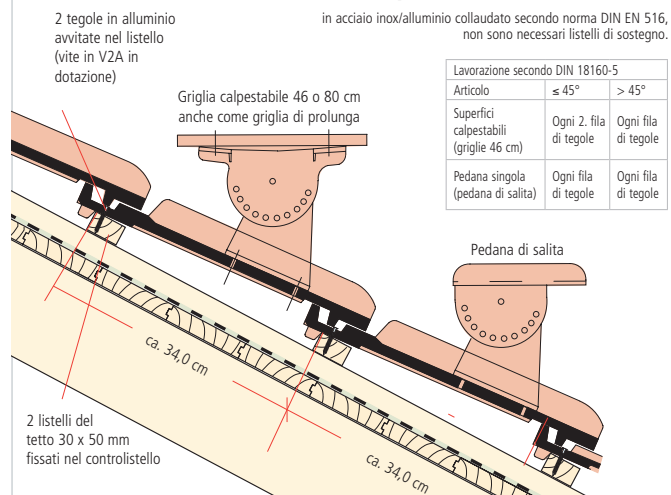 2 tegole in alluminio
avvitate nel listello
(vite in V2A in
dotazione)
in acciaio inox/alluminio collaudato secondo norma DIN EN 516,
non sono necessari listelli di sostegno.
Griglia calpestabile 46 o 80 cm
anche come griglia di prolunga
Lavorazione secondo DIN 18160-5
Articolo ≤ 45° > 45°
Superfici
calpestabili
(griglie 46 cm)
Ogni 2. fila
di tegole
Ogni fila
di tegole
Pedana singola
(pedana di salita)
Ogni fila
di tegole
Ogni fila
di tegole
Pedana di salita
ca. 34,0 cm
ca. 34,0 cm
2 listelli del
tetto 30 x 50 mm
fissati nel controlistello